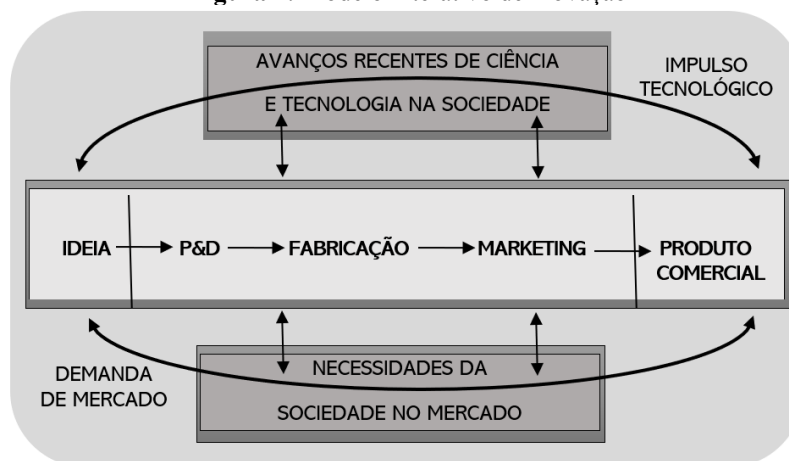 AVANÇOS RECENTES DE CIÊNCIA
E TECNOLOGIA NA SOCIEDADE
IMPULSO
TECNOLÓGICO
IDEIA
P&D
FABRICAÇÃO
MARKETING
PRODUTO
COMERCIAL
DEMANDA
DE MERCADO
NECESSIDADES DA
SOCIEDADE NO MERCADO